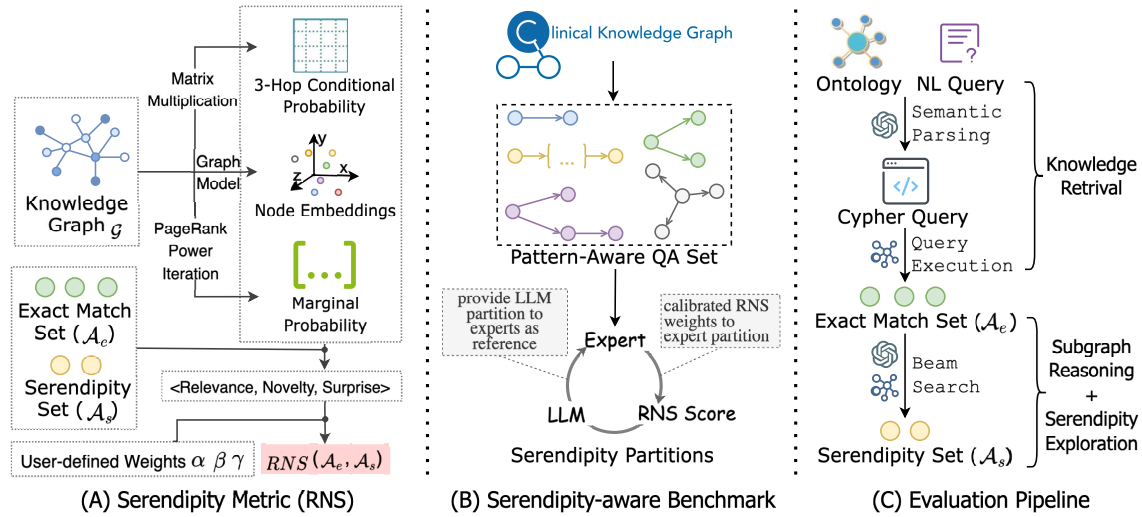 Matrix
Multiplication
3-Hop Conditional
Probability
Graph
Model
y
x
z
Node Embeddings
Knowledge
Graph 𝒢
PageRank
Power
Iteration
[...]
Marginal
Probability
Exact Match
Set (𝒜ₑ)
Serendipity
Set (𝒜ₛ)
<Relevance, Novelty, Surprise>
User-defined Weights α β γ
RNS(𝒜ₑ, 𝒜ₛ)
(A) Serendipity Metric (RNS)
Clinical Knowledge Graph
{ ... }
Pattern-Aware QA Set
provide LLM
partition to
experts as
reference
calibrated RNS
weights to
expert partition
Expert
LLM
RNS Score
Serendipity Partitions
(B) Serendipity-aware Benchmark
Ontology
NL Query
Semantic
Parsing
</>
Cypher Query
Query
Execution
Knowledge
Retrival
Exact Match Set (𝒜ₑ)
Beam
Search
Serendipity Set (𝒜ₛ)
Subgraph
Reasoning
+
Serendipity
Exploration
(C) Evaluation Pipeline